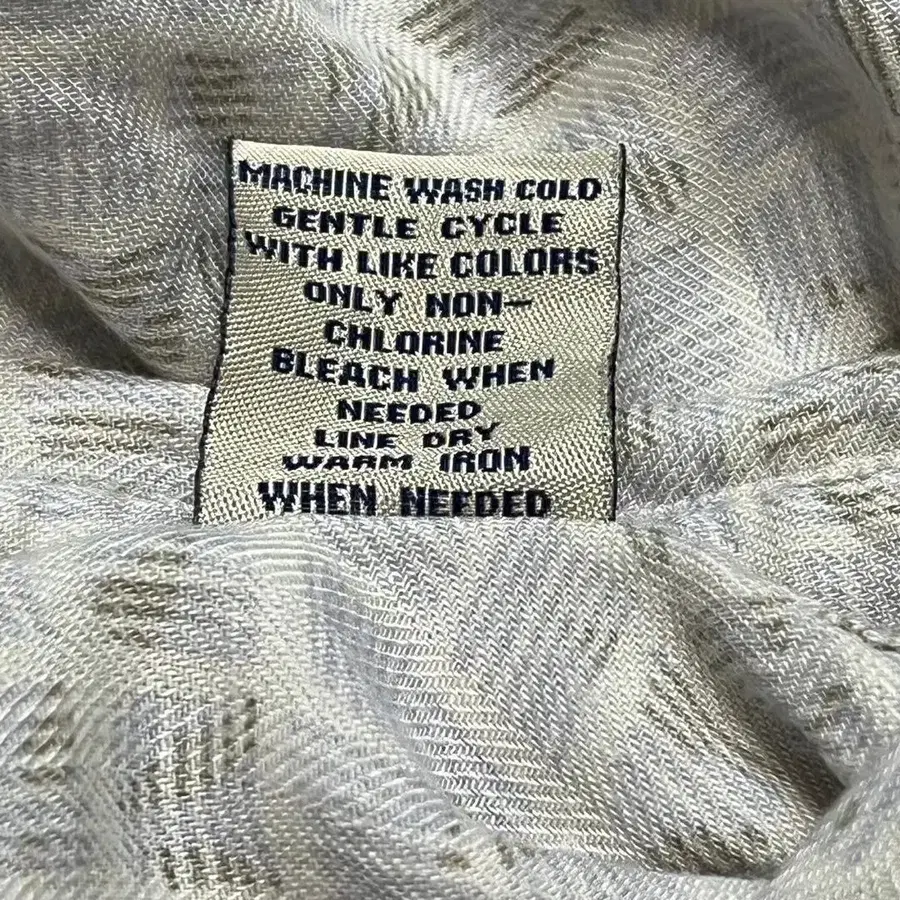 MACHINE WASH COLD
GENTLE CYCLE
WITH LIKE COLORS
ONLY NON-
CHLORINE
BLEACH WHEN
NEEDED
LINE DRY
WARM IRON
WHEN NEEDED